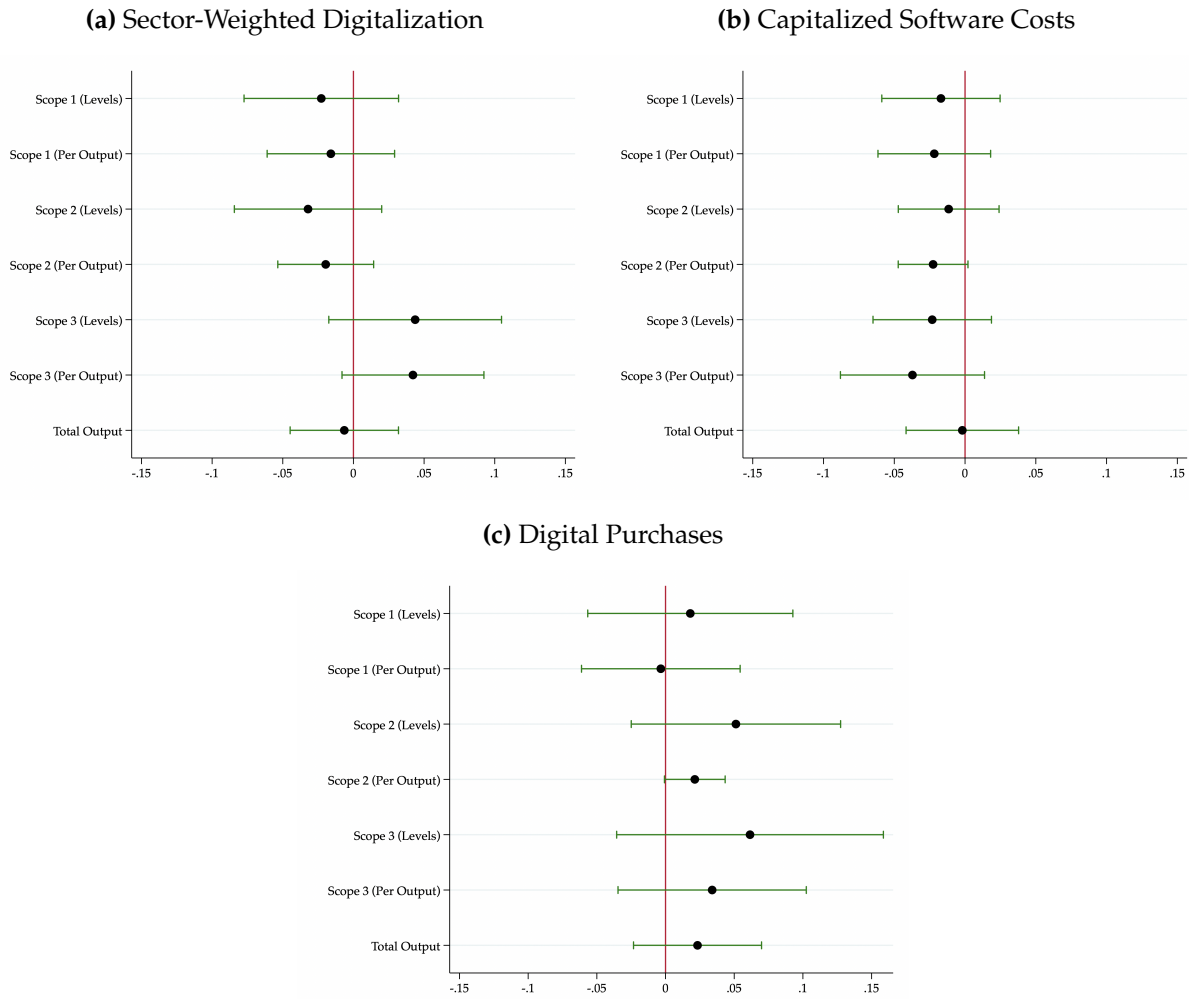 (a) Sector-Weighted Digitalization
Scope 1 (Levels)
Scope 1 (Per Output)
Scope 2 (Levels)
Scope 2 (Per Output)
Scope 3 (Levels)
Scope 3 (Per Output)
Total Output
-.15 -.1 -.05 0 .05 .1 .15
(b) Capitalized Software Costs
Scope 1 (Levels)
Scope 1 (Per Output)
Scope 2 (Levels)
Scope 2 (Per Output)
Scope 3 (Levels)
Scope 3 (Per Output)
Total Output
-.15 -.1 -.05 0 .05 .1 .15
(c) Digital Purchases
Scope 1 (Levels)
Scope 1 (Per Output)
Scope 2 (Levels)
Scope 2 (Per Output)
Scope 3 (Levels)
Scope 3 (Per Output)
Total Output
-.15 -.1 -.05 0 .05 .1 .15